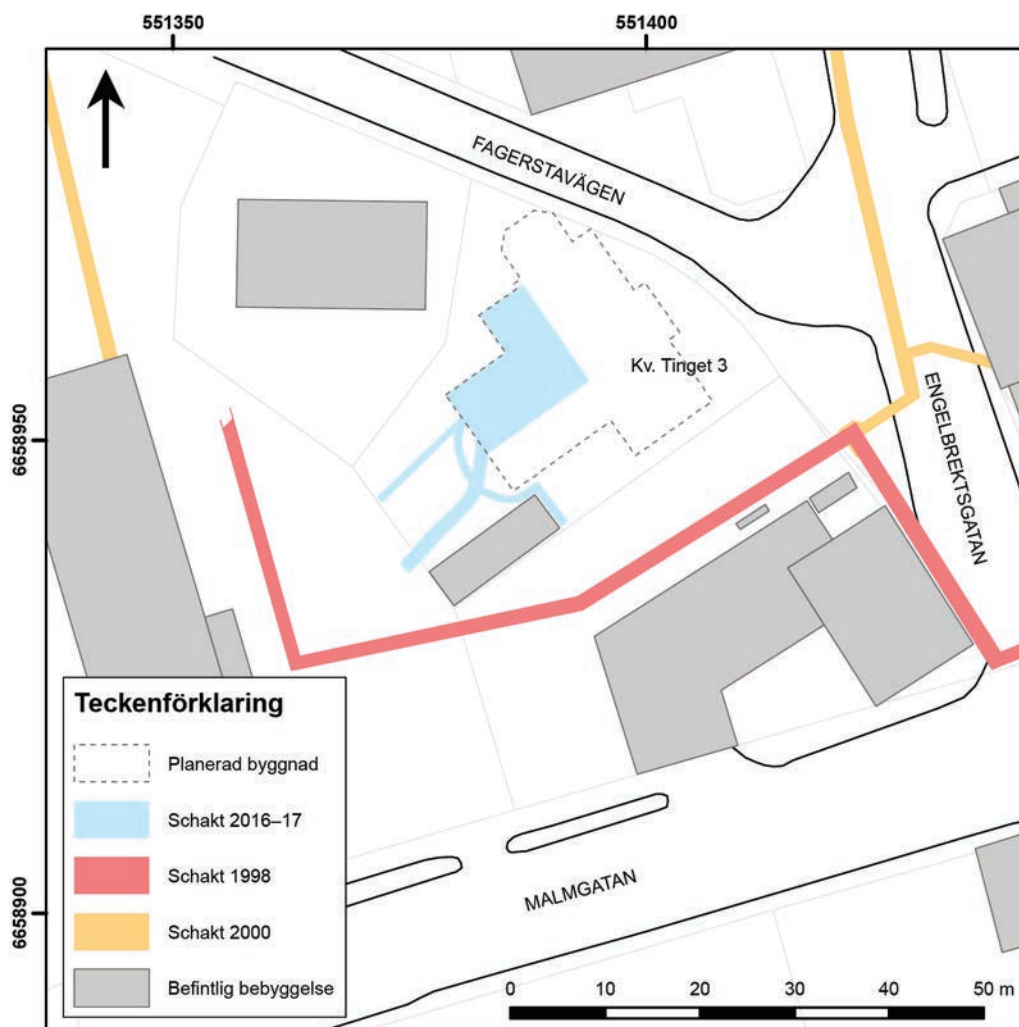 551350
551400
FAGERSTAVÄGEN
Kv. Tinget 3
6658950
ENGELBREKTSGATAN
Teckenförklaring
Planerad byggnad
Schakt 2016–17
Schakt 1998
Schakt 2000
Befintlig bebyggelse
6658900
MALMGATAN
0 10 20 30 40 50 m